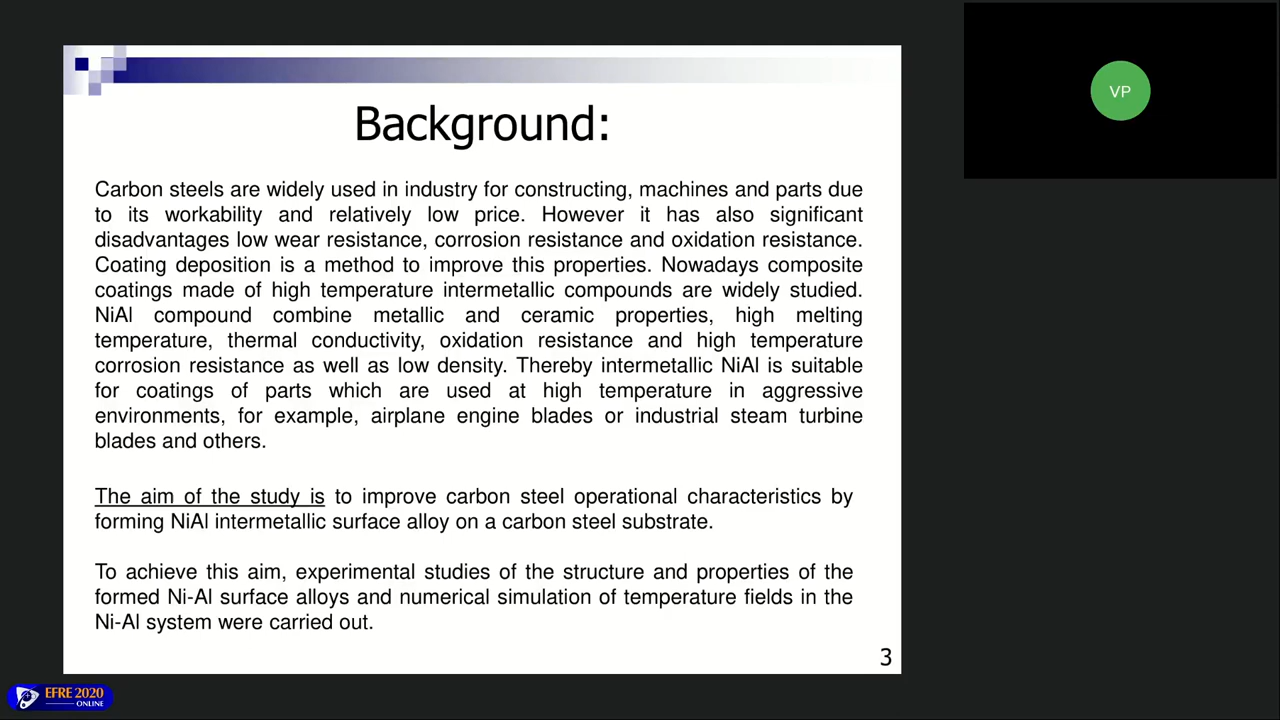 VP
Background:
Carbon steels are widely used in industry for constructing, machines and parts due
to its workability and relatively low price. However it has also significant
disadvantages low wear resistance, corrosion resistance and oxidation resistance.
Coating deposition is a method to improve this properties. Nowadays composite
coatings made of high temperature intermetallic compounds are widely studied.
NiAl compound combine metallic and ceramic properties, high melting
temperature, thermal conductivity, oxidation resistance and high temperature
corrosion resistance as well as low density. Thereby intermetallic NiAl is suitable
for coatings of parts which are used at high temperature in aggressive
environments, for example, airplane engine blades or industrial steam turbine
blades and others.
The aim of the study is to improve carbon steel operational characteristics by
forming NiAl intermetallic surface alloy on a carbon steel substrate.
To achieve this aim, experimental studies of the structure and properties of the
formed Ni-Al surface alloys and numerical simulation of temperature fields in the
Ni-Al system were carried out.
3
EFRE 2020
ONLINE